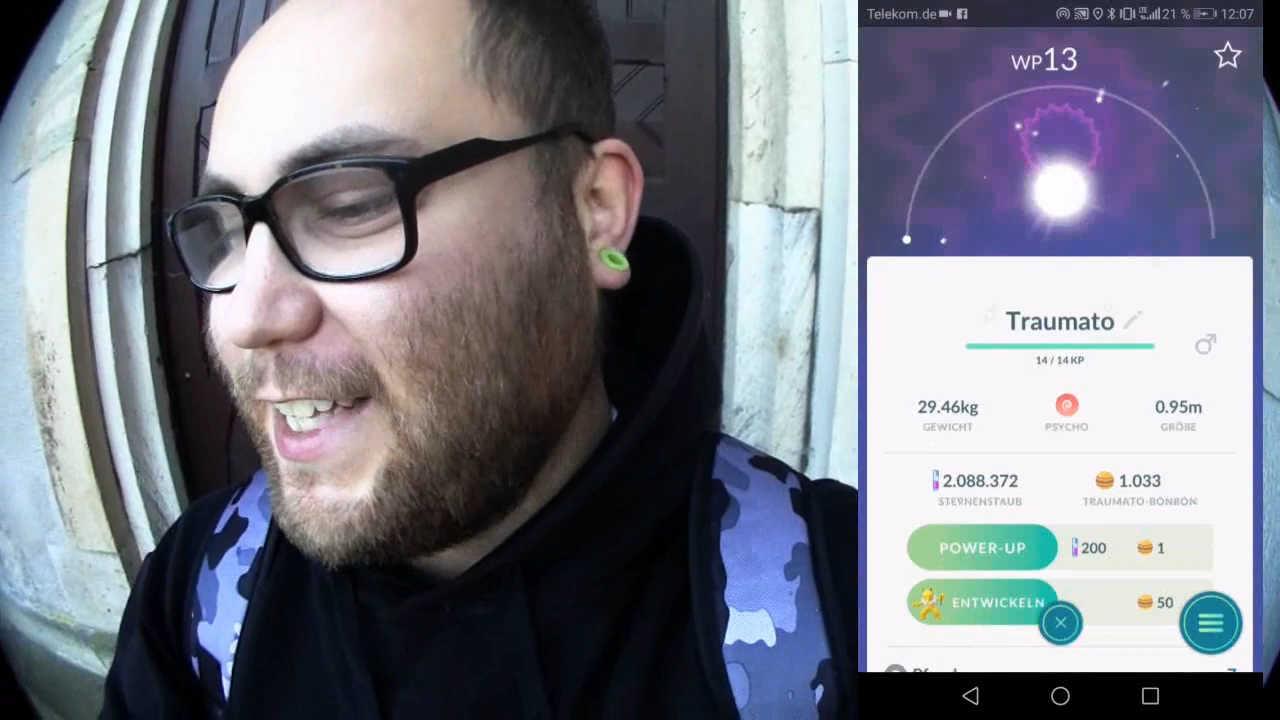 Telekom.de
LTE 21 % 12:07
WP13
Traumato
14 / 14 KP
29.46kg
GEWICHT
PSYCHO
0.95m
GRÖßE
2.088.372
STERNENSTAUB
1.033
TRAUMATO-BONBON
POWER-UP 200 1
ENTWICKELN 50